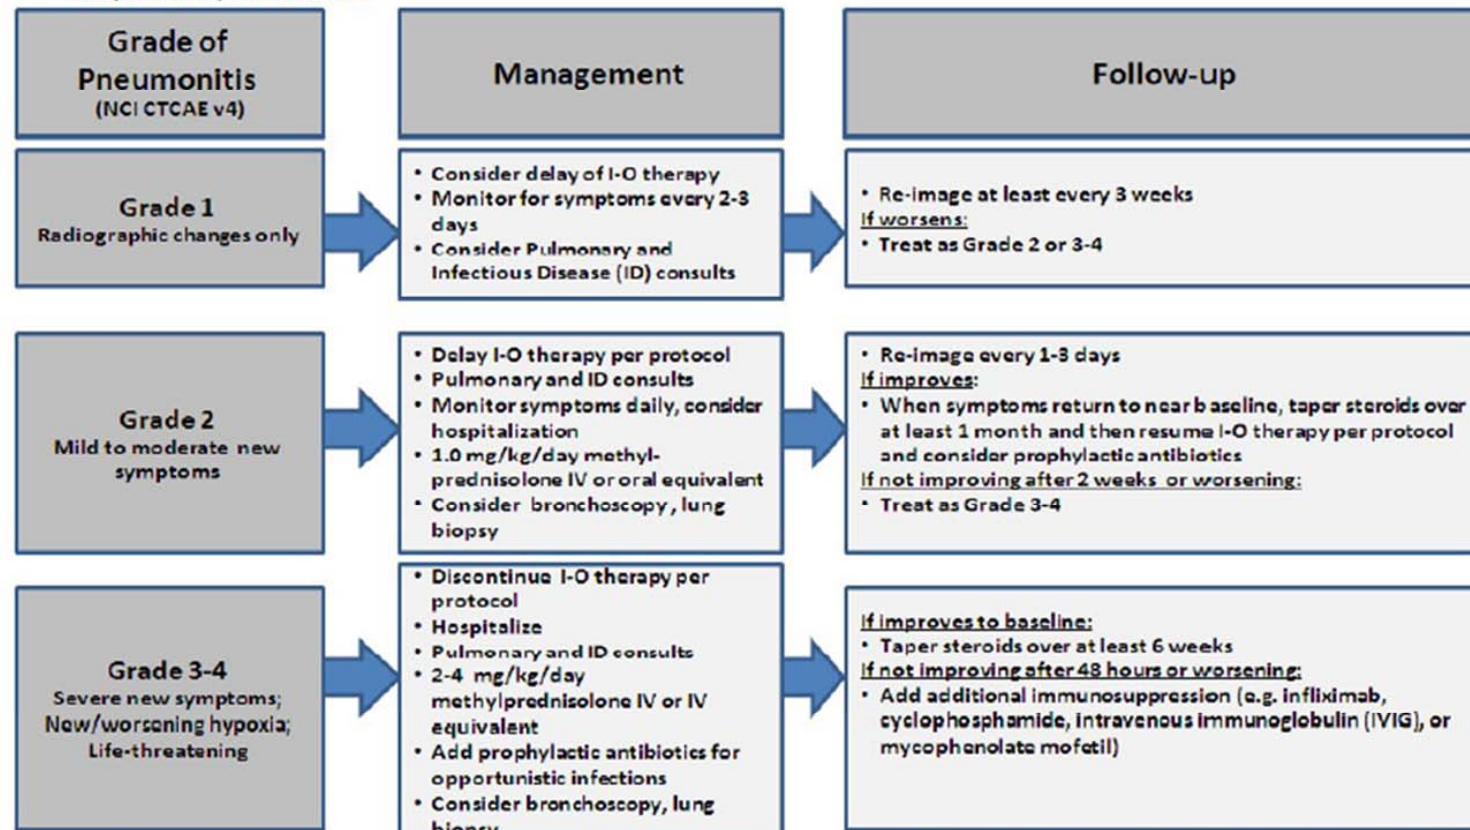 Grade of
Pneumonitis
(NCI CTCAE v4)
Management
Follow-up
Grade 1
Radiographic changes only
• Consider delay of I-O therapy
• Monitor for symptoms every 2-3
days
• Consider Pulmonary and
Infectious Disease (ID) consults
• Re-image at least every 3 weeks
If worsens:
• Treat as Grade 2 or 3-4
Grade 2
Mild to moderate new
symptoms
• Delay I-O therapy per protocol
• Pulmonary and ID consults
• Monitor symptoms daily, consider
hospitalization
• 1.0 mg/kg/day methyl-
prednisolone IV or oral equivalent
• Consider bronchoscopy, lung
biopsy
• Re-image every 1-3 days
If improves:
• When symptoms return to near baseline, taper steroids over
at least 1 month and then resume I-O therapy per protocol
and consider prophylactic antibiotics
If not improving after 2 weeks or worsening:
• Treat as Grade 3-4
Grade 3-4
Severe new symptoms;
New/worsening hypoxia;
Life-threatening
• Discontinue I-O therapy per
protocol
• Hospitalize
• Pulmonary and ID consults
• 2-4 mg/kg/day
methylprednisolone IV or IV
equivalent
• Add prophylactic antibiotics for
opportunistic infections
• Consider bronchoscopy, lung
biopsy
If improves to baseline:
• Taper steroids over at least 6 weeks
If not improving after 48 hours or worsening:
• Add additional immunosuppression (e.g. infliximab,
cyclophosphamide, intravenous immunoglobulin (IVIG), or
mycophenolate mofetil)